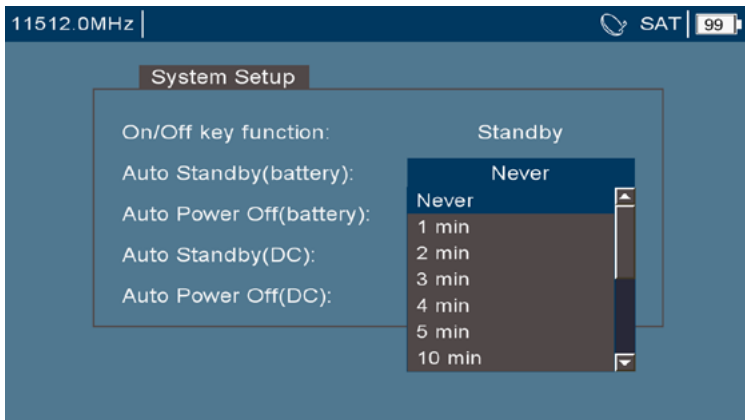 11512.0MHz SAT 99
System Setup
On/Off key function: Standby
Auto Standby(battery): Never
Never
Auto Power Off(battery):
1 min
2 min
Auto Standby(DC):
3 min
Auto Power Off(DC):
4 min
5 min
10 min